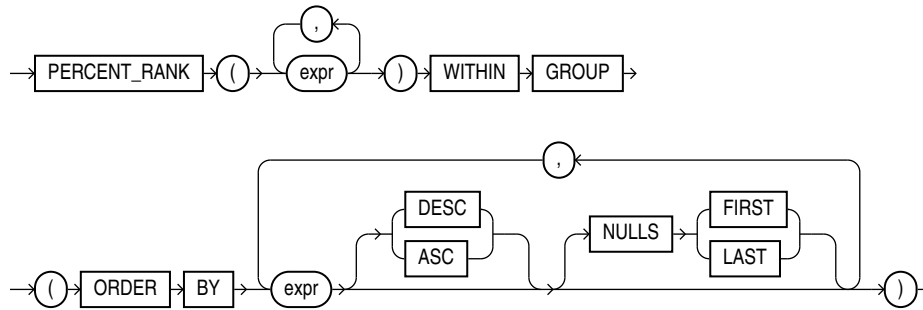 ,
PERCENT_RANK ( expr ) WITHIN GROUP
,
DESC FIRST
NULLS
ASC LAST
( ORDER BY expr )